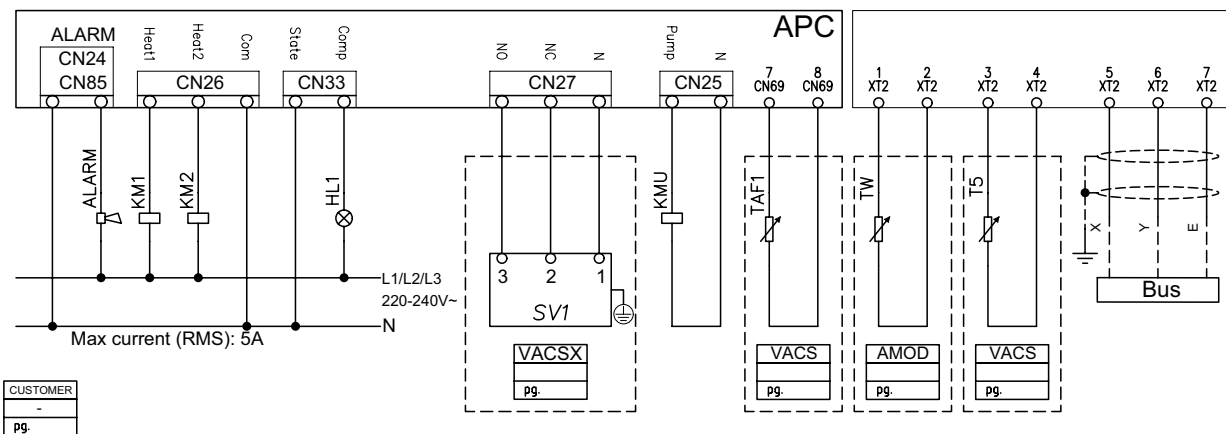 APC
ALARM
CN24
CN85
Heat1
Heat2
Com
CN26
State
Comp
CN33
NO
NC
N
CN27
Pump
N
CN25
7
CN69
8
CN69
1
XT2
2
XT2
3
XT2
4
XT2
5
XT2
6
XT2
7
XT2
ALARM
KM1
KM2
HL1
KMU
TAF1
TW
T5
X
Y
E
3
2
1
SV1
L1/L2/L3
220-240V~
N
Max current (RMS): 5A
Bus
VACSX
pg.
VACS
pg.
AMOD
pg.
VACS
pg.
CUSTOMER
-
pg.